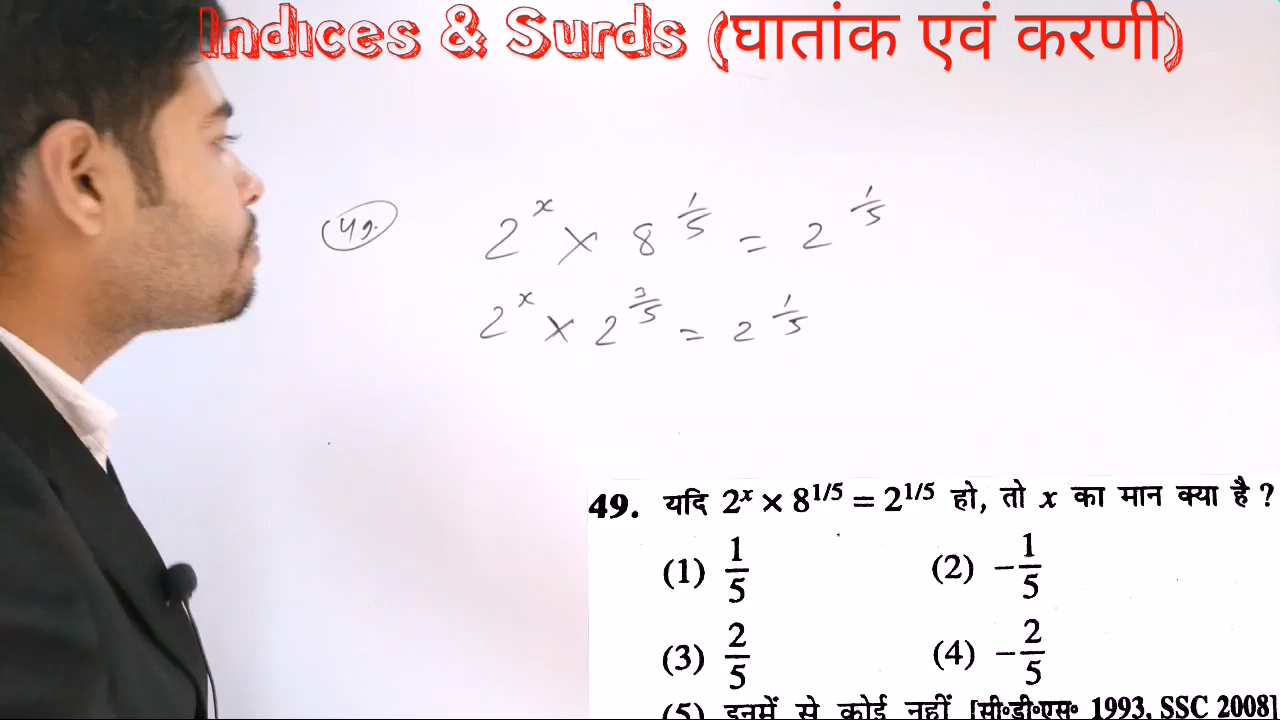 Indices & Surds (घातांक एवं करणी)
49. 2^x × 8^{1/5} = 2^{1/5}
2^x × 2^{3/5} = 2^{1/5}
49. यदि 2^x × 8^{1/5} = 2^{1/5} हो, तो x का मान क्या है ?
(1) 1/5 (2) -1/5
(3) 2/5 (4) -2/5
(5) इनमें से कोई नहीं [सी०डी०एस० 1993, SSC 2008]